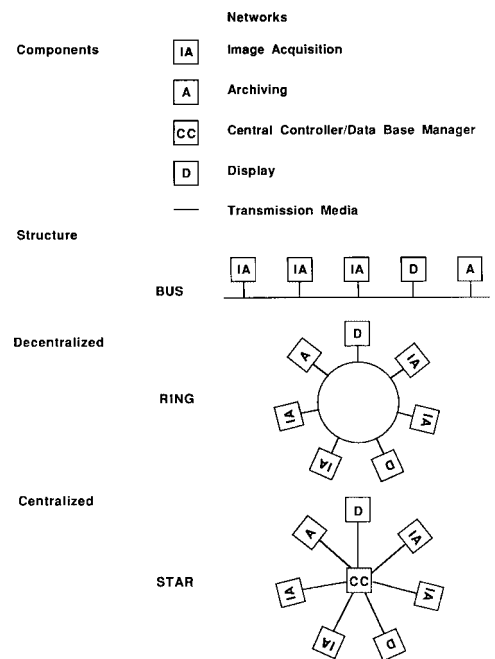 Networks
Components
IA Image Acquisition
A Archiving
CC Central Controller/Data Base Manager
D Display
Transmission Media
Structure
IA IA IA D A
BUS
Decentralized
D
A IA
RING
IA IA
IA D
Centralized
D
A IA
STAR CC
IA IA
IA D